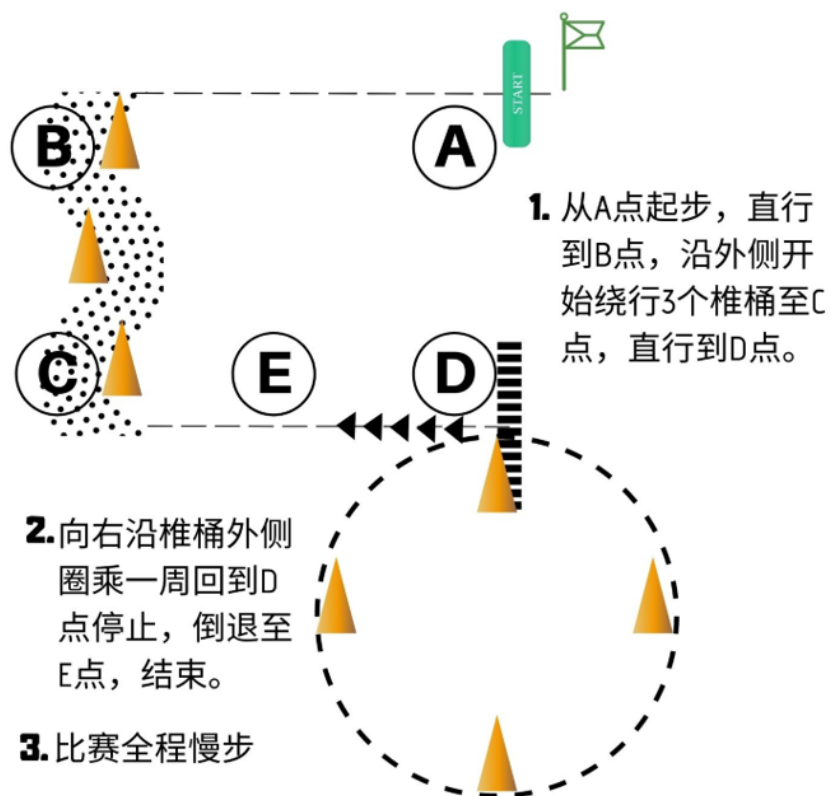 START
B
A
1. 从A点起步，直行
到B点，沿外侧开
始绕行3个椎桶至C
点，直行到D点。
C
E
D
2. 向右沿椎桶外侧
圈乘一周回到D
点停止，倒退至
E点，结束。
3. 比赛全程慢步